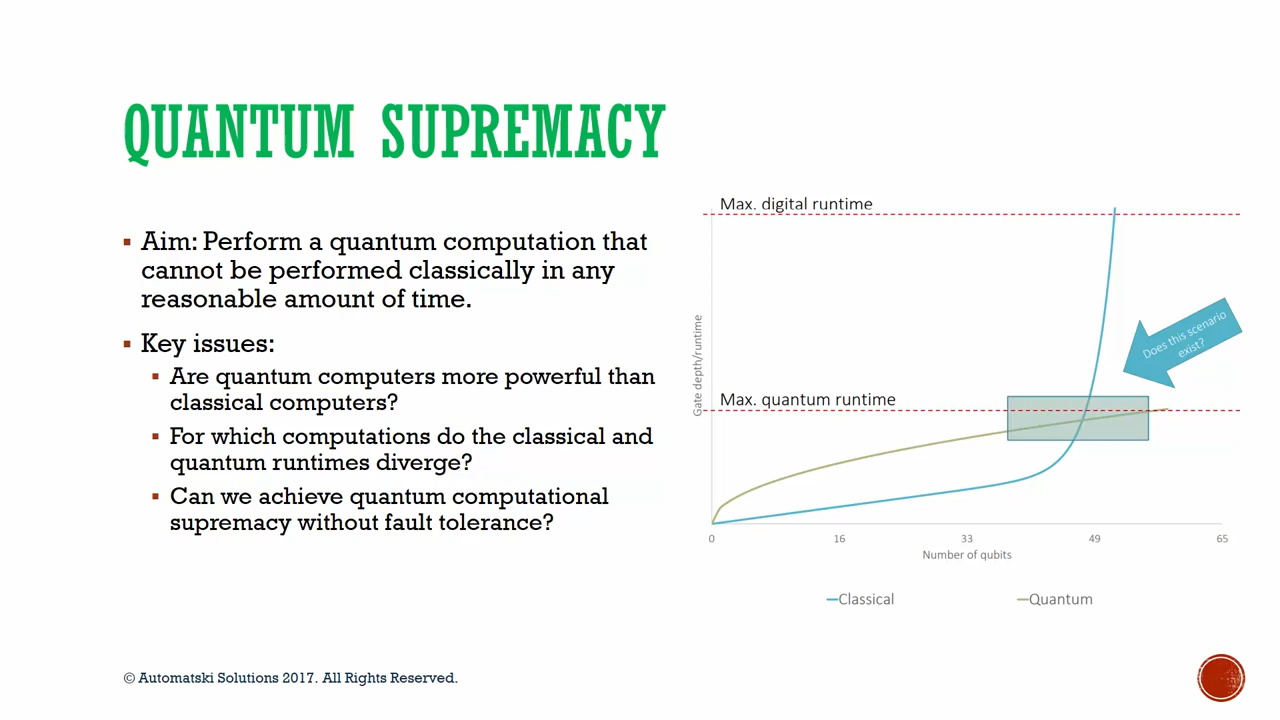 QUANTUM SUPREMACY
▪ Aim: Perform a quantum computation that
cannot be performed classically in any
reasonable amount of time.
▪ Key issues:
▪ Are quantum computers more powerful than
classical computers?
▪ For which computations do the classical and
quantum runtimes diverge?
▪ Can we achieve quantum computational
supremacy without fault tolerance?
Max. digital runtime
Does this scenario
exist?
Gate depth/runtime
Max. quantum runtime
0 16 33 49 65
Number of qubits
Classical Quantum
© Automatski Solutions 2017. All Rights Reserved.